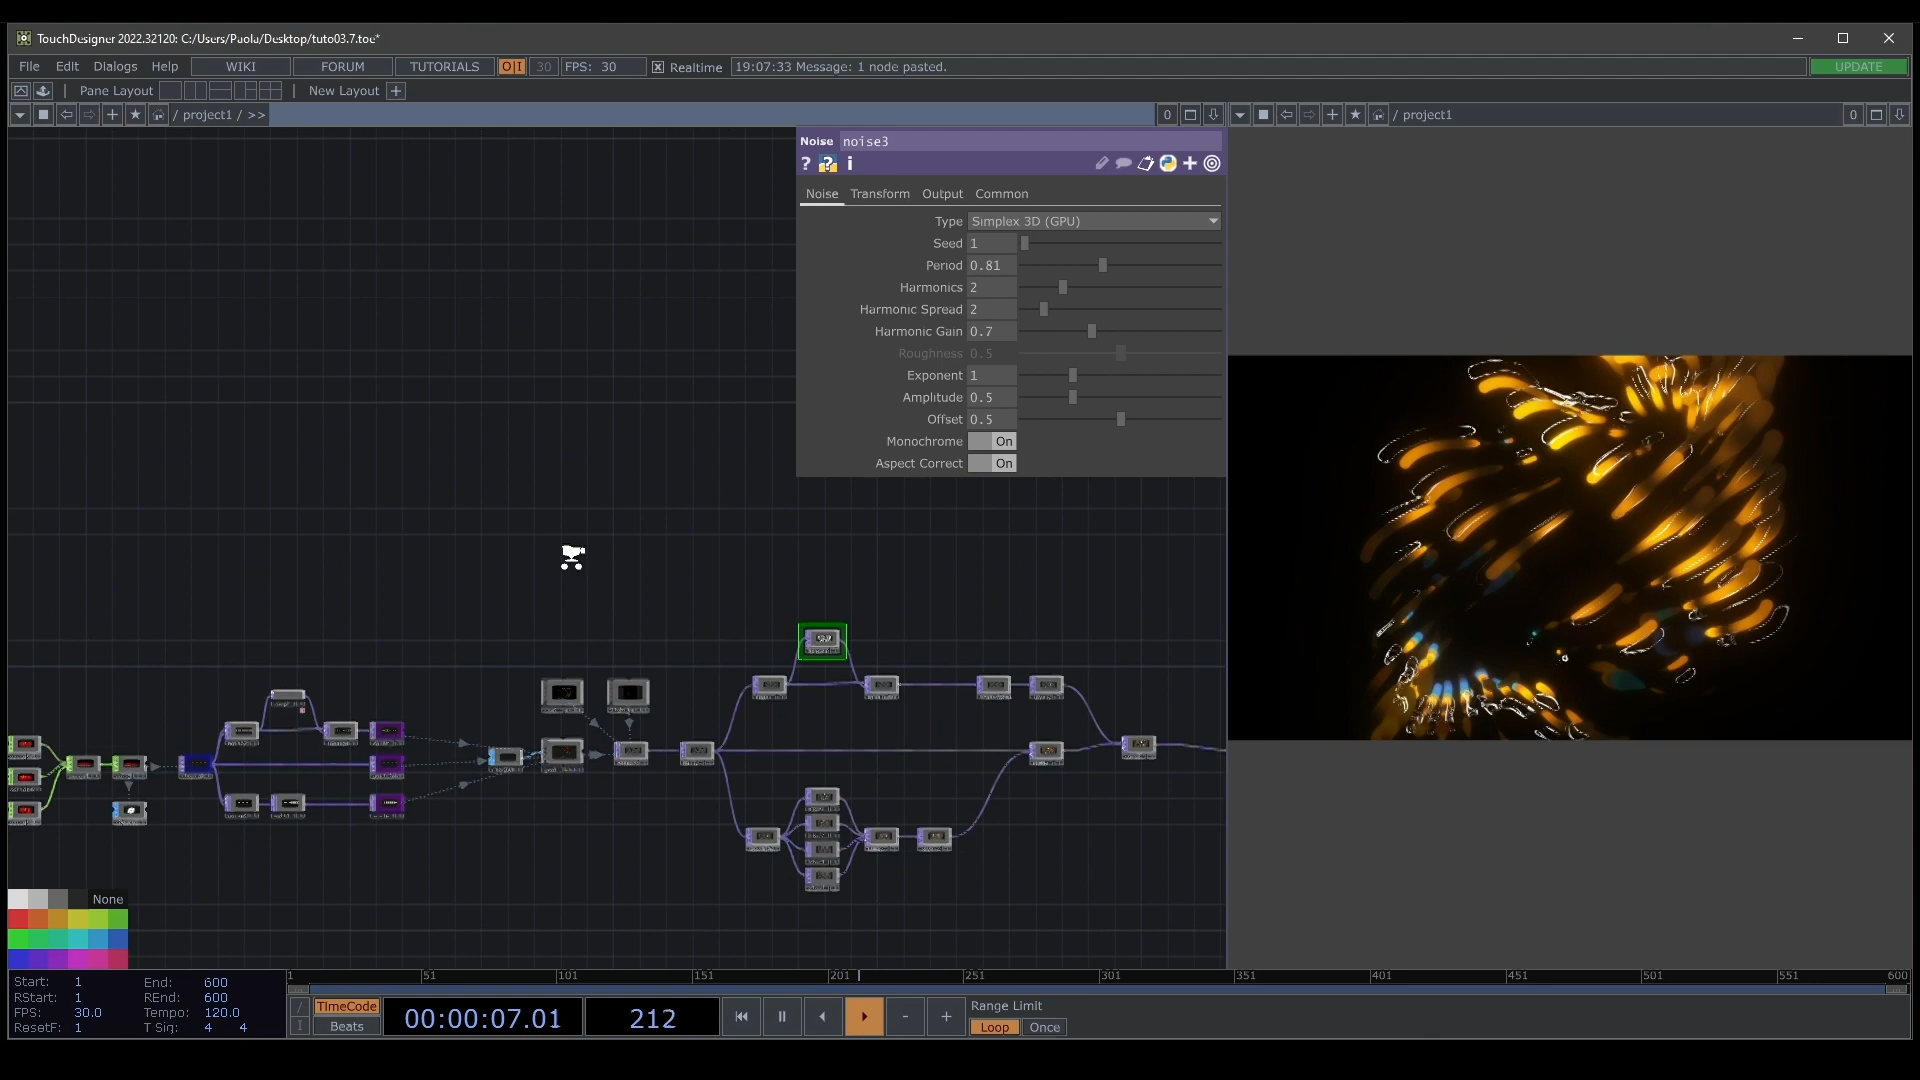 TouchDesigner 2022.32120: C:/Users/Paola/Desktop/tuto03.7.toe*
File Edit Dialogs Help WIKI FORUM TUTORIALS O|I 30 FPS: 30 Realtime 19:07:33 Message: 1 node pasted. UPDATE
Pane Layout New Layout +
/ project1 / >> 0
/ project1 0
Noise noise3
Noise Transform Output Common
Type Simplex 3D (GPU)
Seed 1
Period 0.81
Harmonics 2
Harmonic Spread 2
Harmonic Gain 0.7
Roughness 0.5
Exponent 1
Amplitude 0.5
Offset 0.5
Monochrome On
Aspect Correct On
None
1 51 101 151 201 251 301 351 401 451 501 551 600
Start: 1 End: 600
RStart: 1 REnd: 600
FPS: 30.0 Tempo: 120.0
ResetF: 1 T Sig: 4 4
TimeCode
Beats
00:00:07.01
212
Range Limit
Loop Once